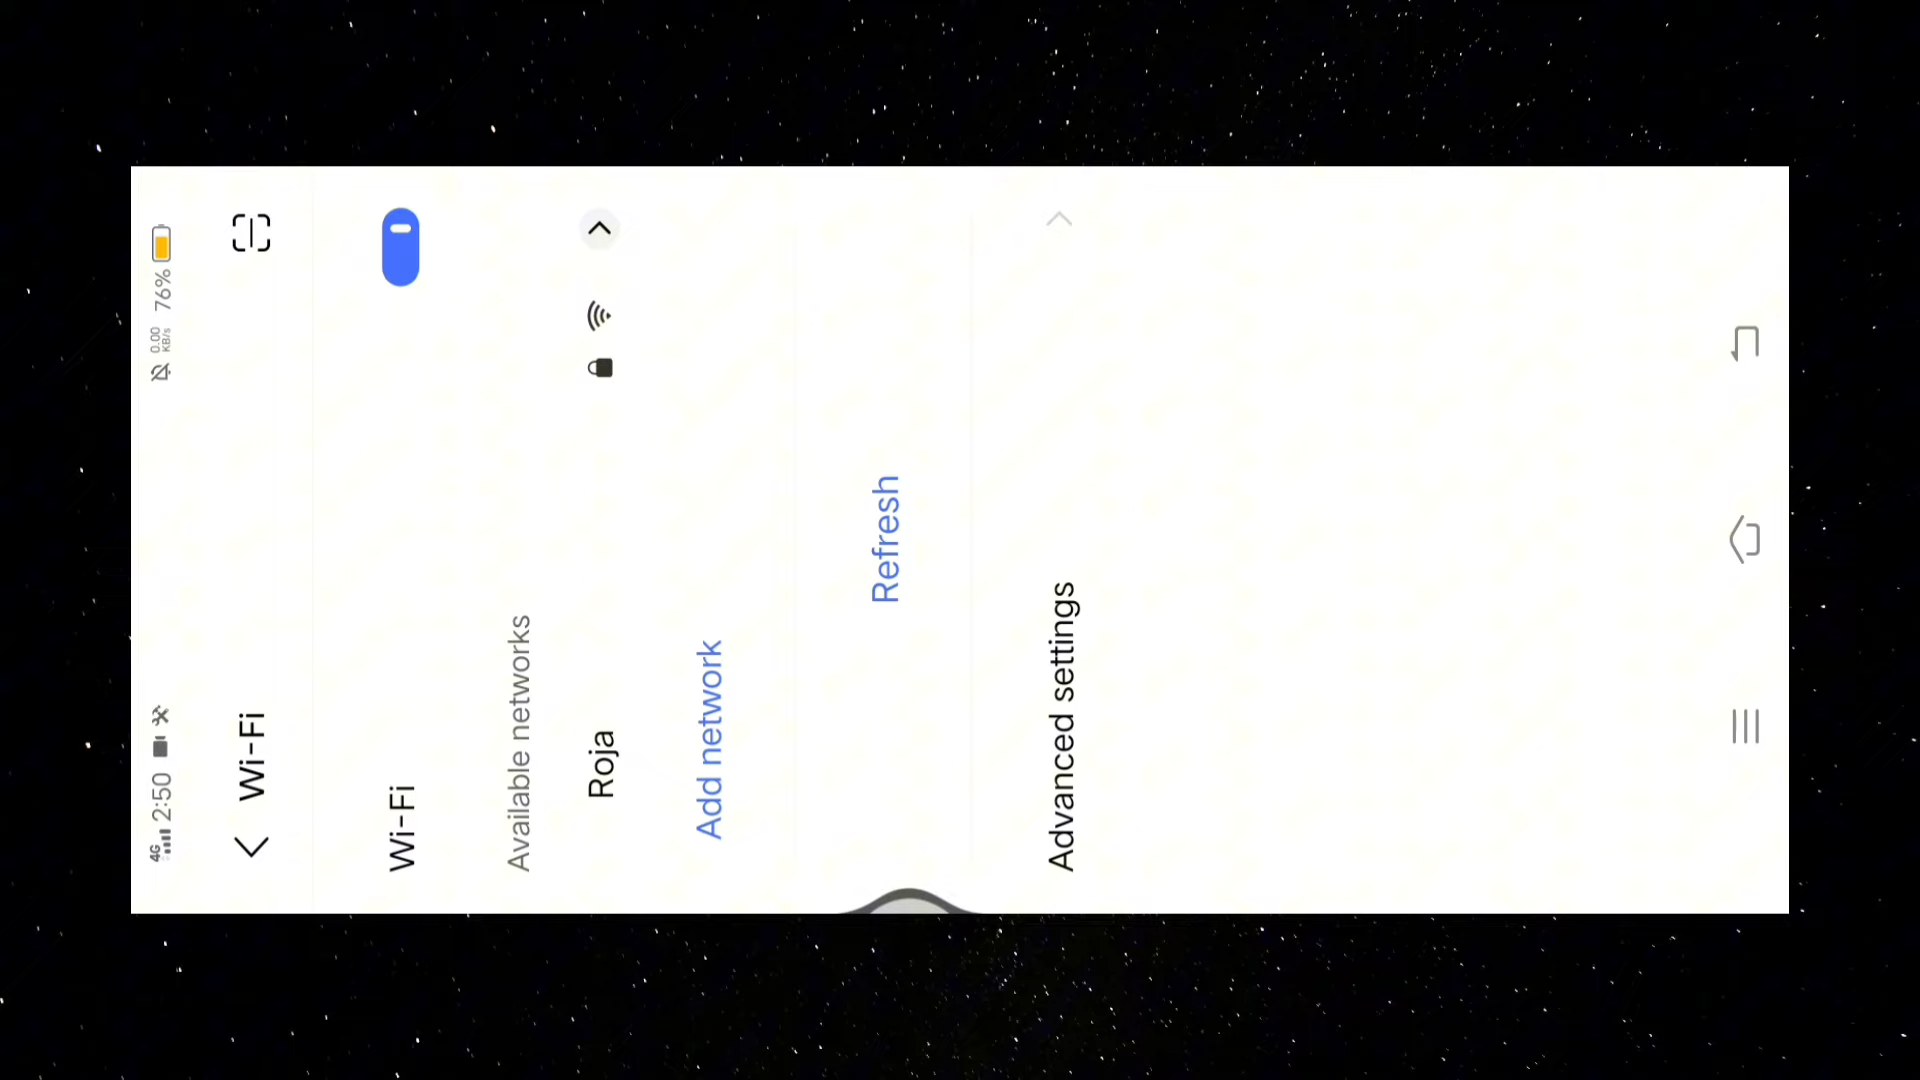 4G 2:50 0.00 KB/s 76%
Wi-Fi
Wi-Fi
Available networks
Roja
Add network
Refresh
Advanced settings